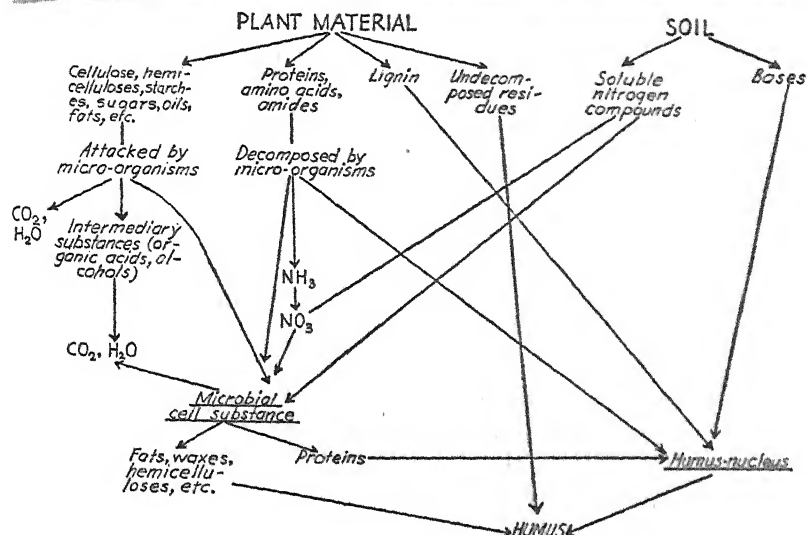 PLANT MATERIAL
SOIL
Cellulose, hemi-
celluloses, starch-
es, sugars, oils,
fats, etc.
Proteins,
amino acids,
amides
Lignin
Undecom-
posed resi-
dues
Soluble
nitrogen
compounds
Bases
Attacked by
micro-organisms
Decomposed by
micro-organisms
CO2,
H2O
Intermediary
substances (or-
ganic acids, al-
cohols)
NH3
NO3
CO2, H2O
Microbial
cell substance
Fats, waxes,
hemicellu-
loses, etc.
Proteins
Humus-nucleus
HUMUS